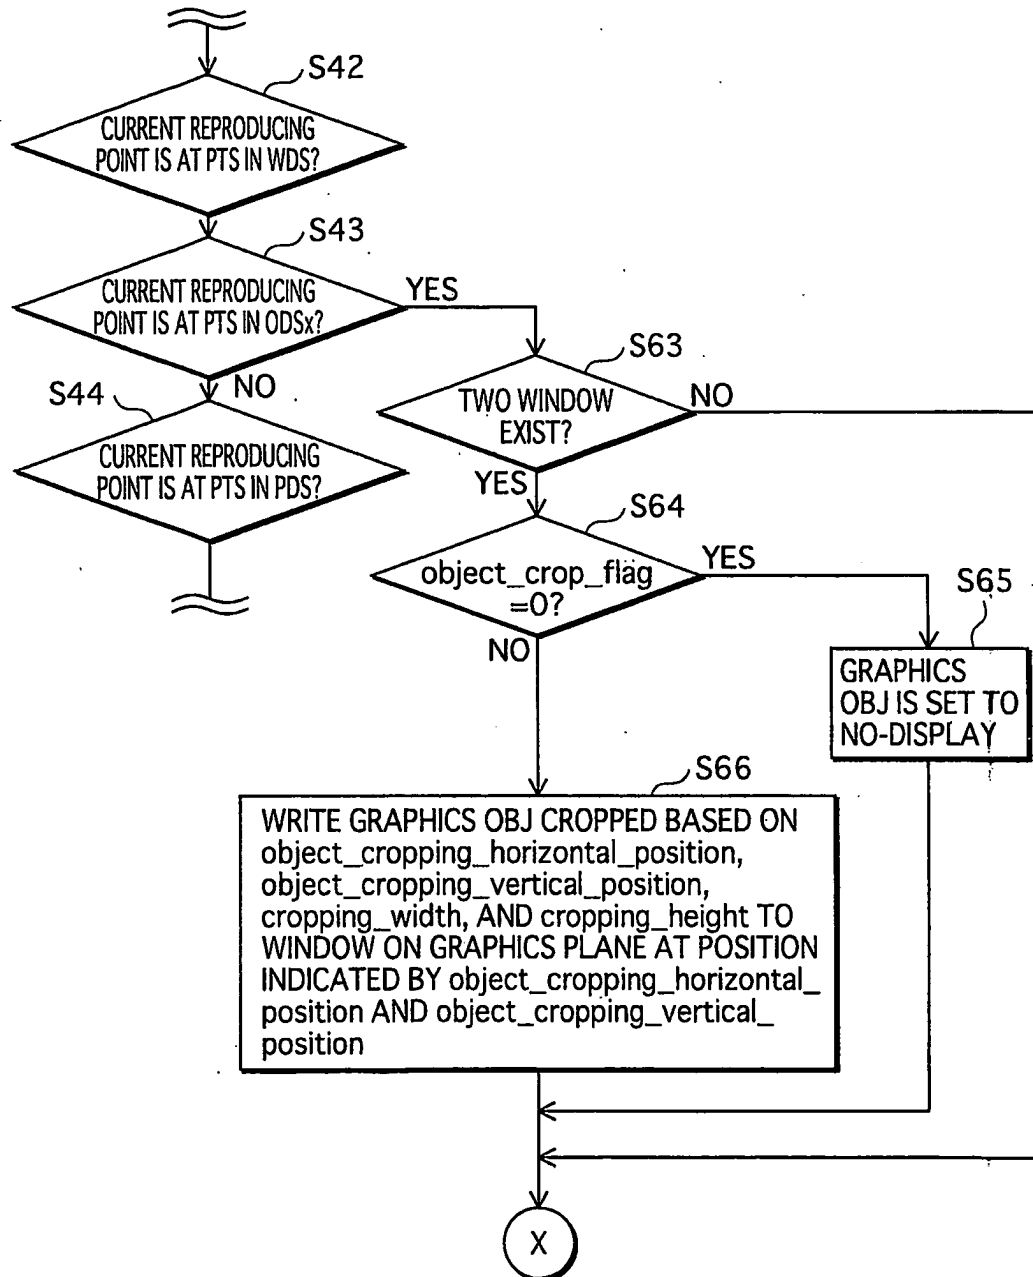 S42
CURRENT REPRODUCING
POINT IS AT PTS IN WDS?
S43
CURRENT REPRODUCING
POINT IS AT PTS IN ODSx?
YES
NO
S44
CURRENT REPRODUCING
POINT IS AT PTS IN PDS?
S63
TWO WINDOW
EXIST?
NO
YES
S64
object_crop_flag
=0?
YES
NO
S65
GRAPHICS
OBJ IS SET TO
NO-DISPLAY
S66
WRITE GRAPHICS OBJ CROPPED BASED ON
object_cropping_horizontal_position,
object_cropping_vertical_position,
cropping_width, AND cropping_height TO
WINDOW ON GRAPHICS PLANE AT POSITION
INDICATED BY object_cropping_horizontal_
position AND object_cropping_vertical_
position
X